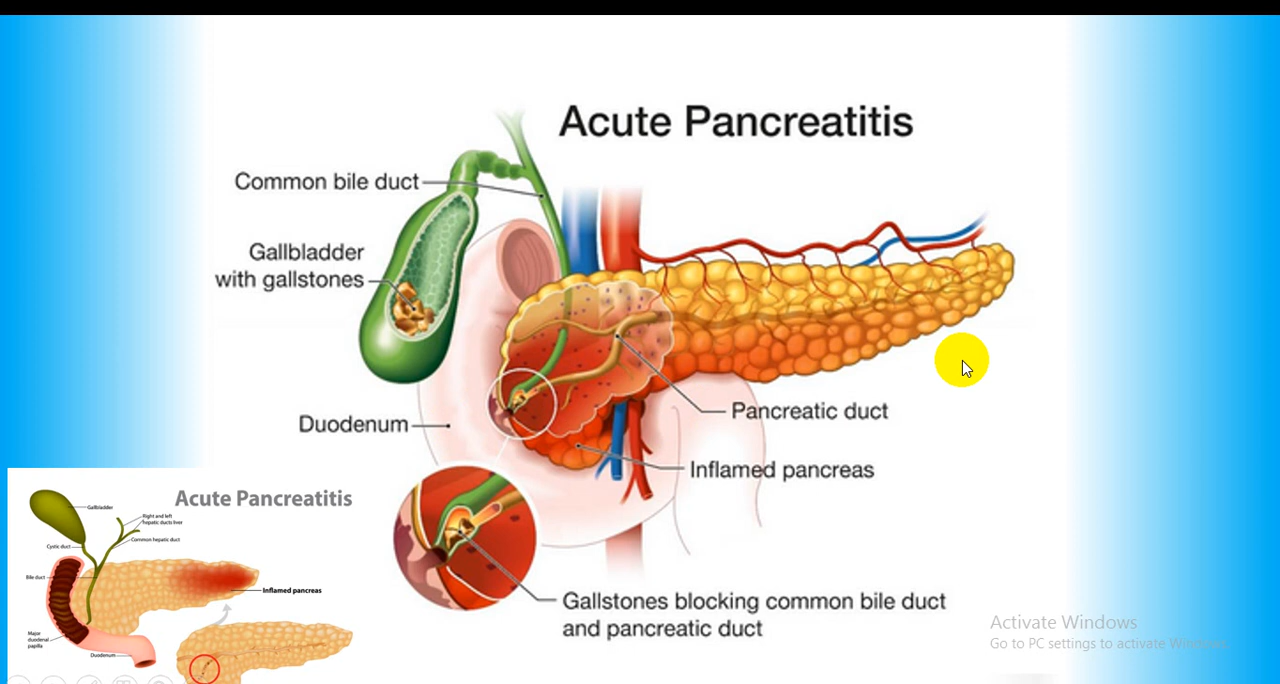 Acute Pancreatitis
Common bile duct
Gallbladder
with gallstones
Duodenum
Pancreatic duct
Inflamed pancreas
Gallstones blocking common bile duct
and pancreatic duct
Activate Windows
Go to PC settings to activate Windows.
Acute Pancreatitis
Gallbladder
Right and left
hepatic ducts liver
Common hepatic duct
Cystic duct
Bile duct
Inflamed pancreas
Major
duodenal
papilla
Duodenum